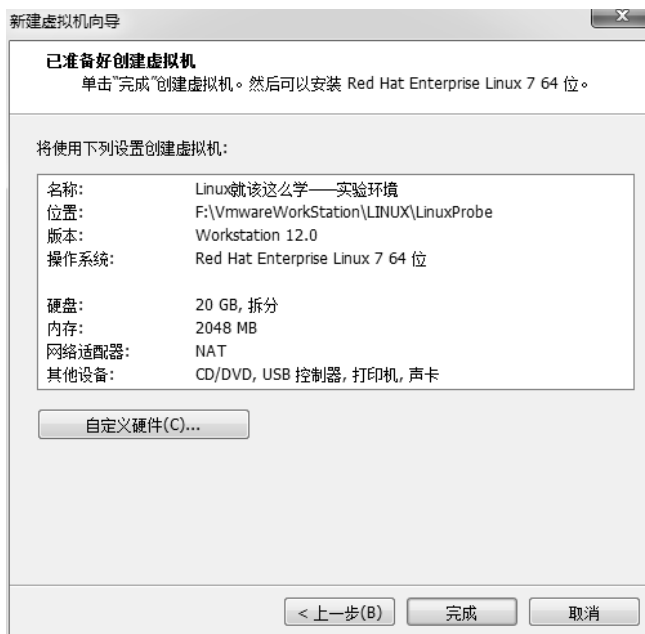 新建虚拟机向导
已准备好创建虚拟机
单击"完成"创建虚拟机。然后可以安装 Red Hat Enterprise Linux 7 64 位。
将使用下列设置创建虚拟机:
名称: Linux就该这么学——实验环境
位置: F:\VmwareWorkStation\LINUX\LinuxProbe
版本: Workstation 12.0
操作系统: Red Hat Enterprise Linux 7 64 位
硬盘: 20 GB, 拆分
内存: 2048 MB
网络适配器: NAT
其他设备: CD/DVD, USB 控制器, 打印机, 声卡
自定义硬件(C)...
< 上一步(B) 完成 取消